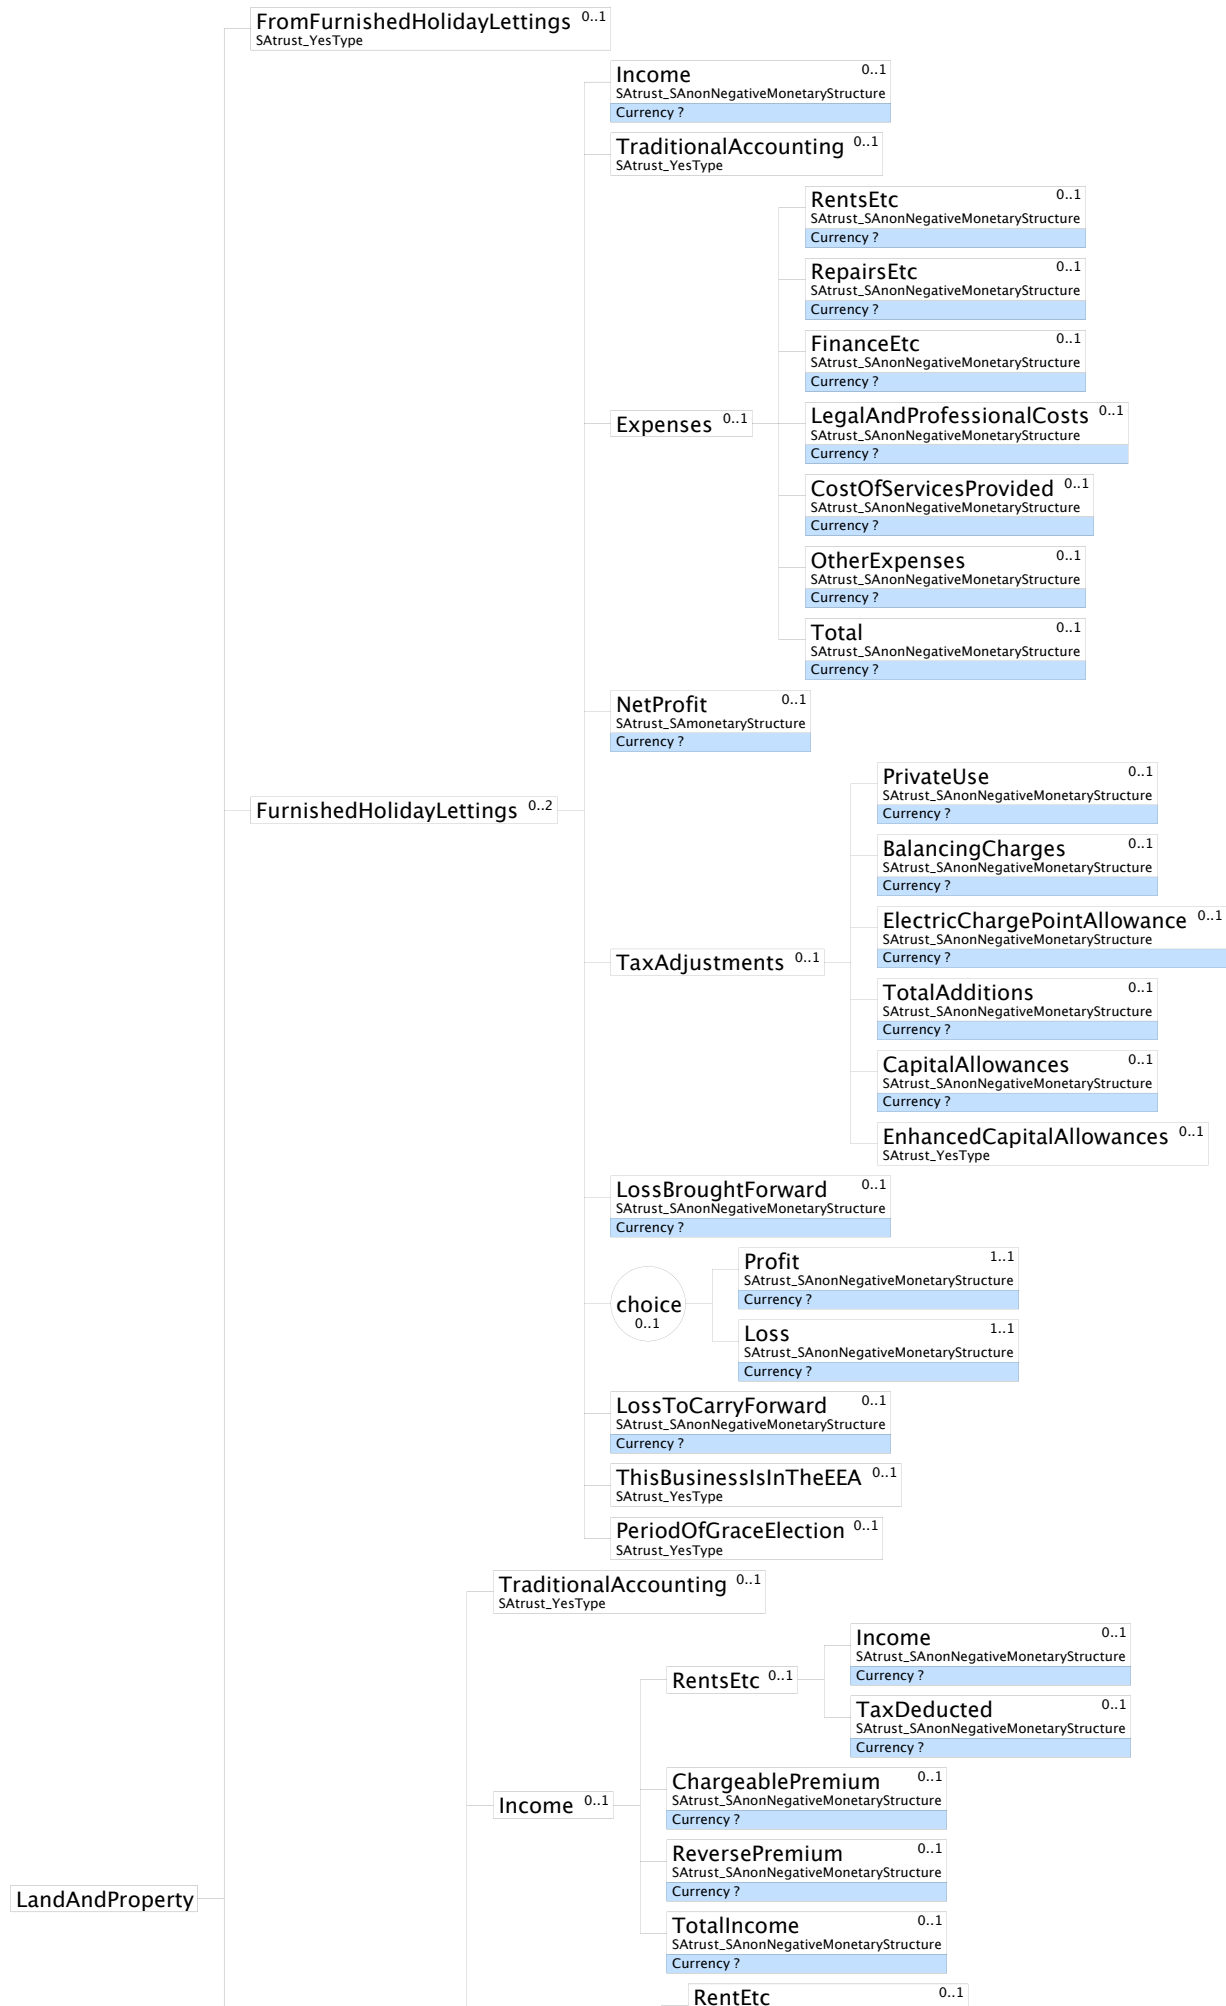 FromFurnishedHolidayLettings 0..1
SAtrust_YesType
Income 0..1
SAtrust_SAnonNegativeMonetaryStructure
Currency ?
TraditionalAccounting 0..1
SAtrust_YesType
RentsEtc 0..1
SAtrust_SAnonNegativeMonetaryStructure
Currency ?
RepairsEtc 0..1
SAtrust_SAnonNegativeMonetaryStructure
Currency ?
FinanceEtc 0..1
SAtrust_SAnonNegativeMonetaryStructure
Currency ?
LegalAndProfessionalCosts 0..1
SAtrust_SAnonNegativeMonetaryStructure
Currency ?
Expenses 0..1
CostOfServicesProvided 0..1
SAtrust_SAnonNegativeMonetaryStructure
Currency ?
OtherExpenses 0..1
SAtrust_SAnonNegativeMonetaryStructure
Currency ?
Total 0..1
SAtrust_SAnonNegativeMonetaryStructure
Currency ?
NetProfit 0..1
SAtrust_SAmonetaryStructure
Currency ?
FurnishedHolidayLettings 0..2
PrivateUse 0..1
SAtrust_SAnonNegativeMonetaryStructure
Currency ?
BalancingCharges 0..1
SAtrust_SAnonNegativeMonetaryStructure
Currency ?
ElectricChargePointAllowance 0..1
SAtrust_SAnonNegativeMonetaryStructure
Currency ?
TaxAdjustments 0..1
TotalAdditions 0..1
SAtrust_SAnonNegativeMonetaryStructure
Currency ?
CapitalAllowances 0..1
SAtrust_SAnonNegativeMonetaryStructure
Currency ?
EnhancedCapitalAllowances 0..1
SAtrust_YesType
LossBroughtForward 0..1
SAtrust_SAnonNegativeMonetaryStructure
Currency ?
Profit 1..1
SAtrust_SAnonNegativeMonetaryStructure
Currency ?
choice
0..1
Loss 1..1
SAtrust_SAnonNegativeMonetaryStructure
Currency ?
LossToCarryForward 0..1
SAtrust_SAnonNegativeMonetaryStructure
Currency ?
ThisBusinessIsInTheEEA 0..1
SAtrust_YesType
PeriodOfGraceElection 0..1
SAtrust_YesType
TraditionalAccounting 0..1
SAtrust_YesType
Income 0..1
SAtrust_SAnonNegativeMonetaryStructure
Currency ?
RentsEtc 0..1
TaxDeducted 0..1
SAtrust_SAnonNegativeMonetaryStructure
Currency ?
ChargeablePremium 0..1
SAtrust_SAnonNegativeMonetaryStructure
Currency ?
Income 0..1
ReversePremium 0..1
SAtrust_SAnonNegativeMonetaryStructure
Currency ?
LandAndProperty
TotalIncome 0..1
SAtrust_SAnonNegativeMonetaryStructure
Currency ?
RentEtc 0..1